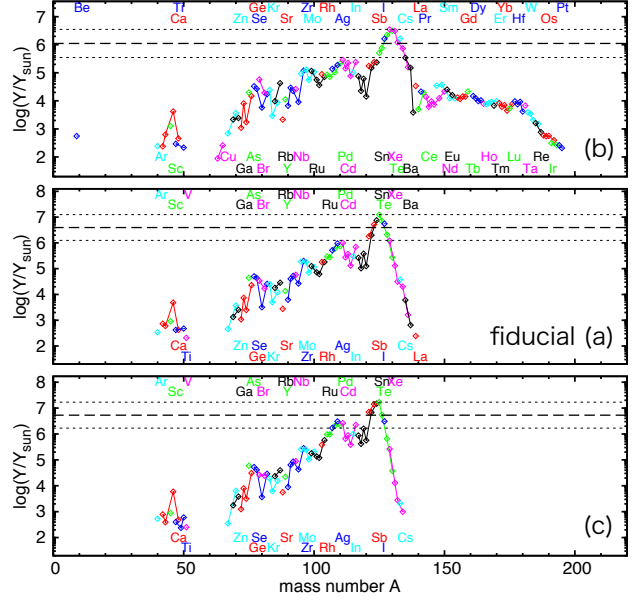 Be Ti Ge Zr Rh Sb La Sm Dy Yb W Pt
Ca Zn Se Sr Mo Ag In I Cs Pr Gd Er Hf Os
7
6
5
4
3
2
log(Y/Y_sun)
Ar Cu As Rb Nb Pd Sn Xe Ce Eu Ho Lu Re
Sc Ga Br Y Ru Cd Te Ba Nd Tb Tm Ta Ir
(b)
Ar V As Rb Nb Pd Sn Xe
Sc Ga Br Y Ru Cd Te Ba
8
7
6
5
4
3
2
log(Y/Y_sun)
fiducial (a)
Ca Zn Se Sr Mo Ag In I Cs
Ti Ge Kr Zr Rh Sb La
Ar V As Rb Nb Pd Sn Xe
Sc Ga Br Y Ru Cd Te
8
7
6
5
4
3
2
log(Y/Y_sun)
(c)
Ca Zn Se Sr Mo Ag In I Cs
Ti Ge Kr Zr Rh Sb
0 50 100 150 200
mass number A